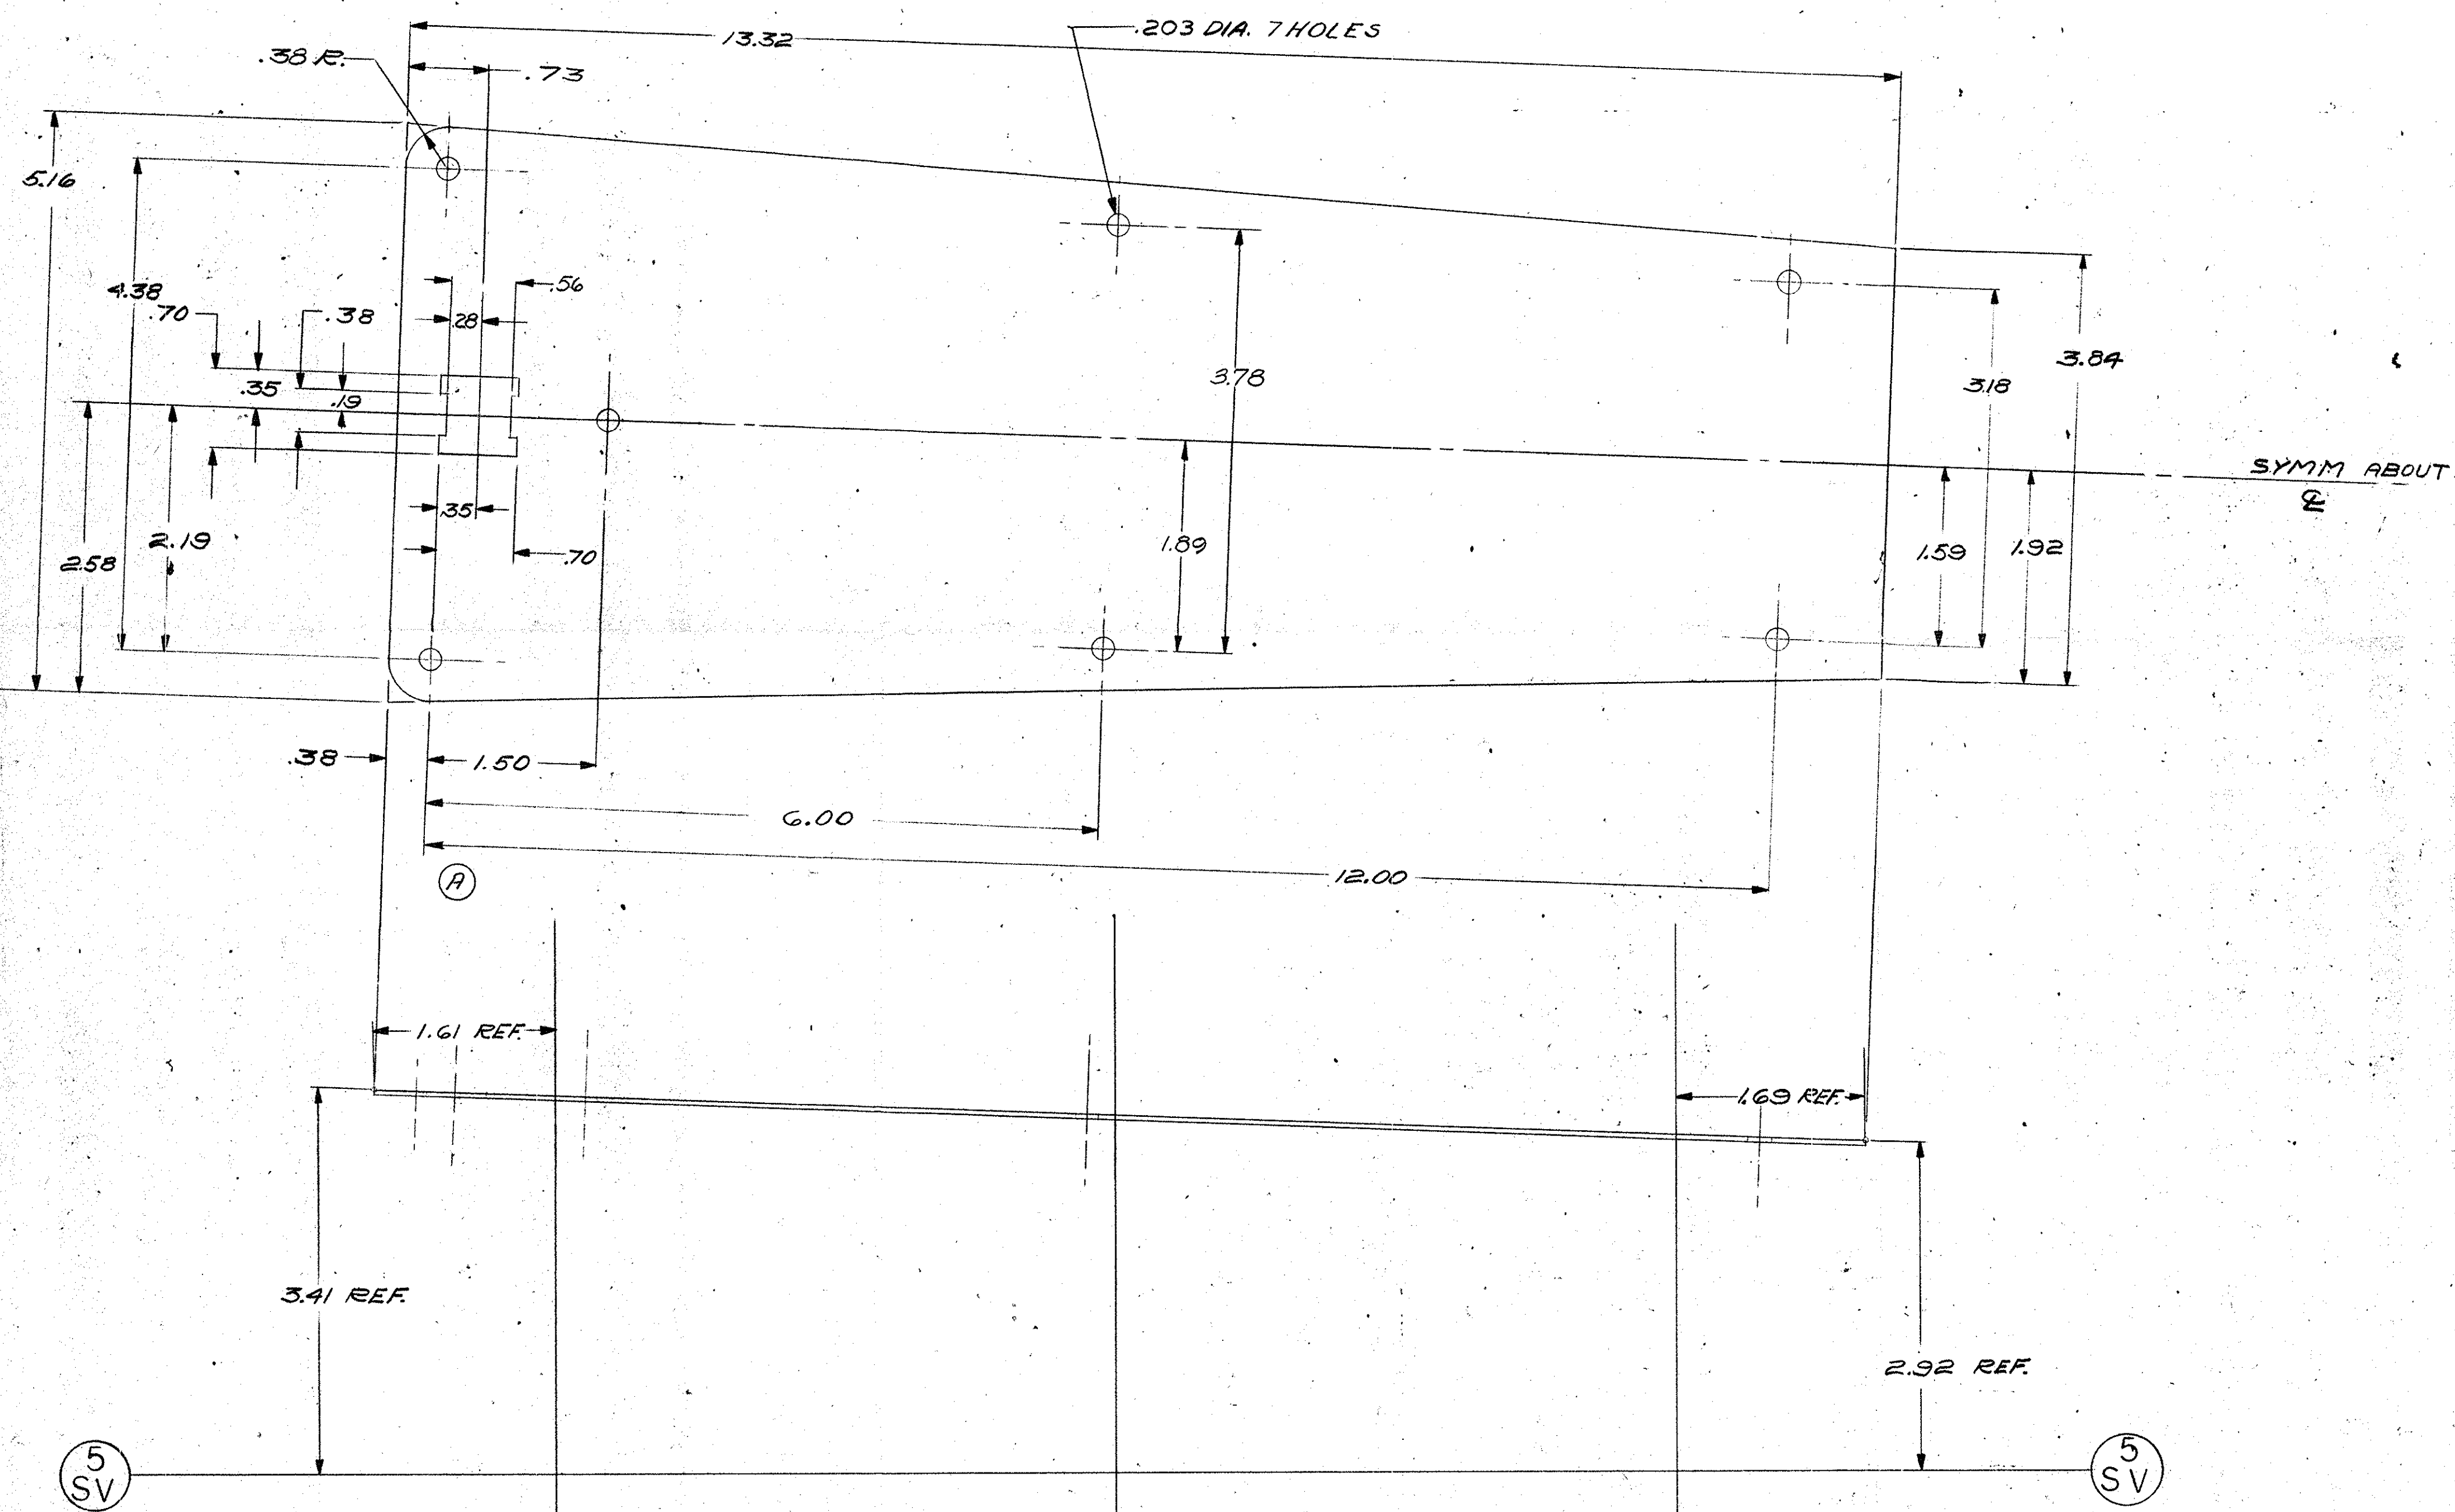 13.32
.203 DIA. 7 HOLES
.38 R.
.73
5.16
4.38
.56
.70
.38
.28
.35
.19
3.78
3.84
3.18
SYMM ABOUT
℄
.35
2.19
2.58
.70
1.89
1.59
1.92
.38
1.50
6.00
12.00
A
1.61 REF.
1.69 REF.
3.41 REF.
2.92 REF.
5
SV
5
SV